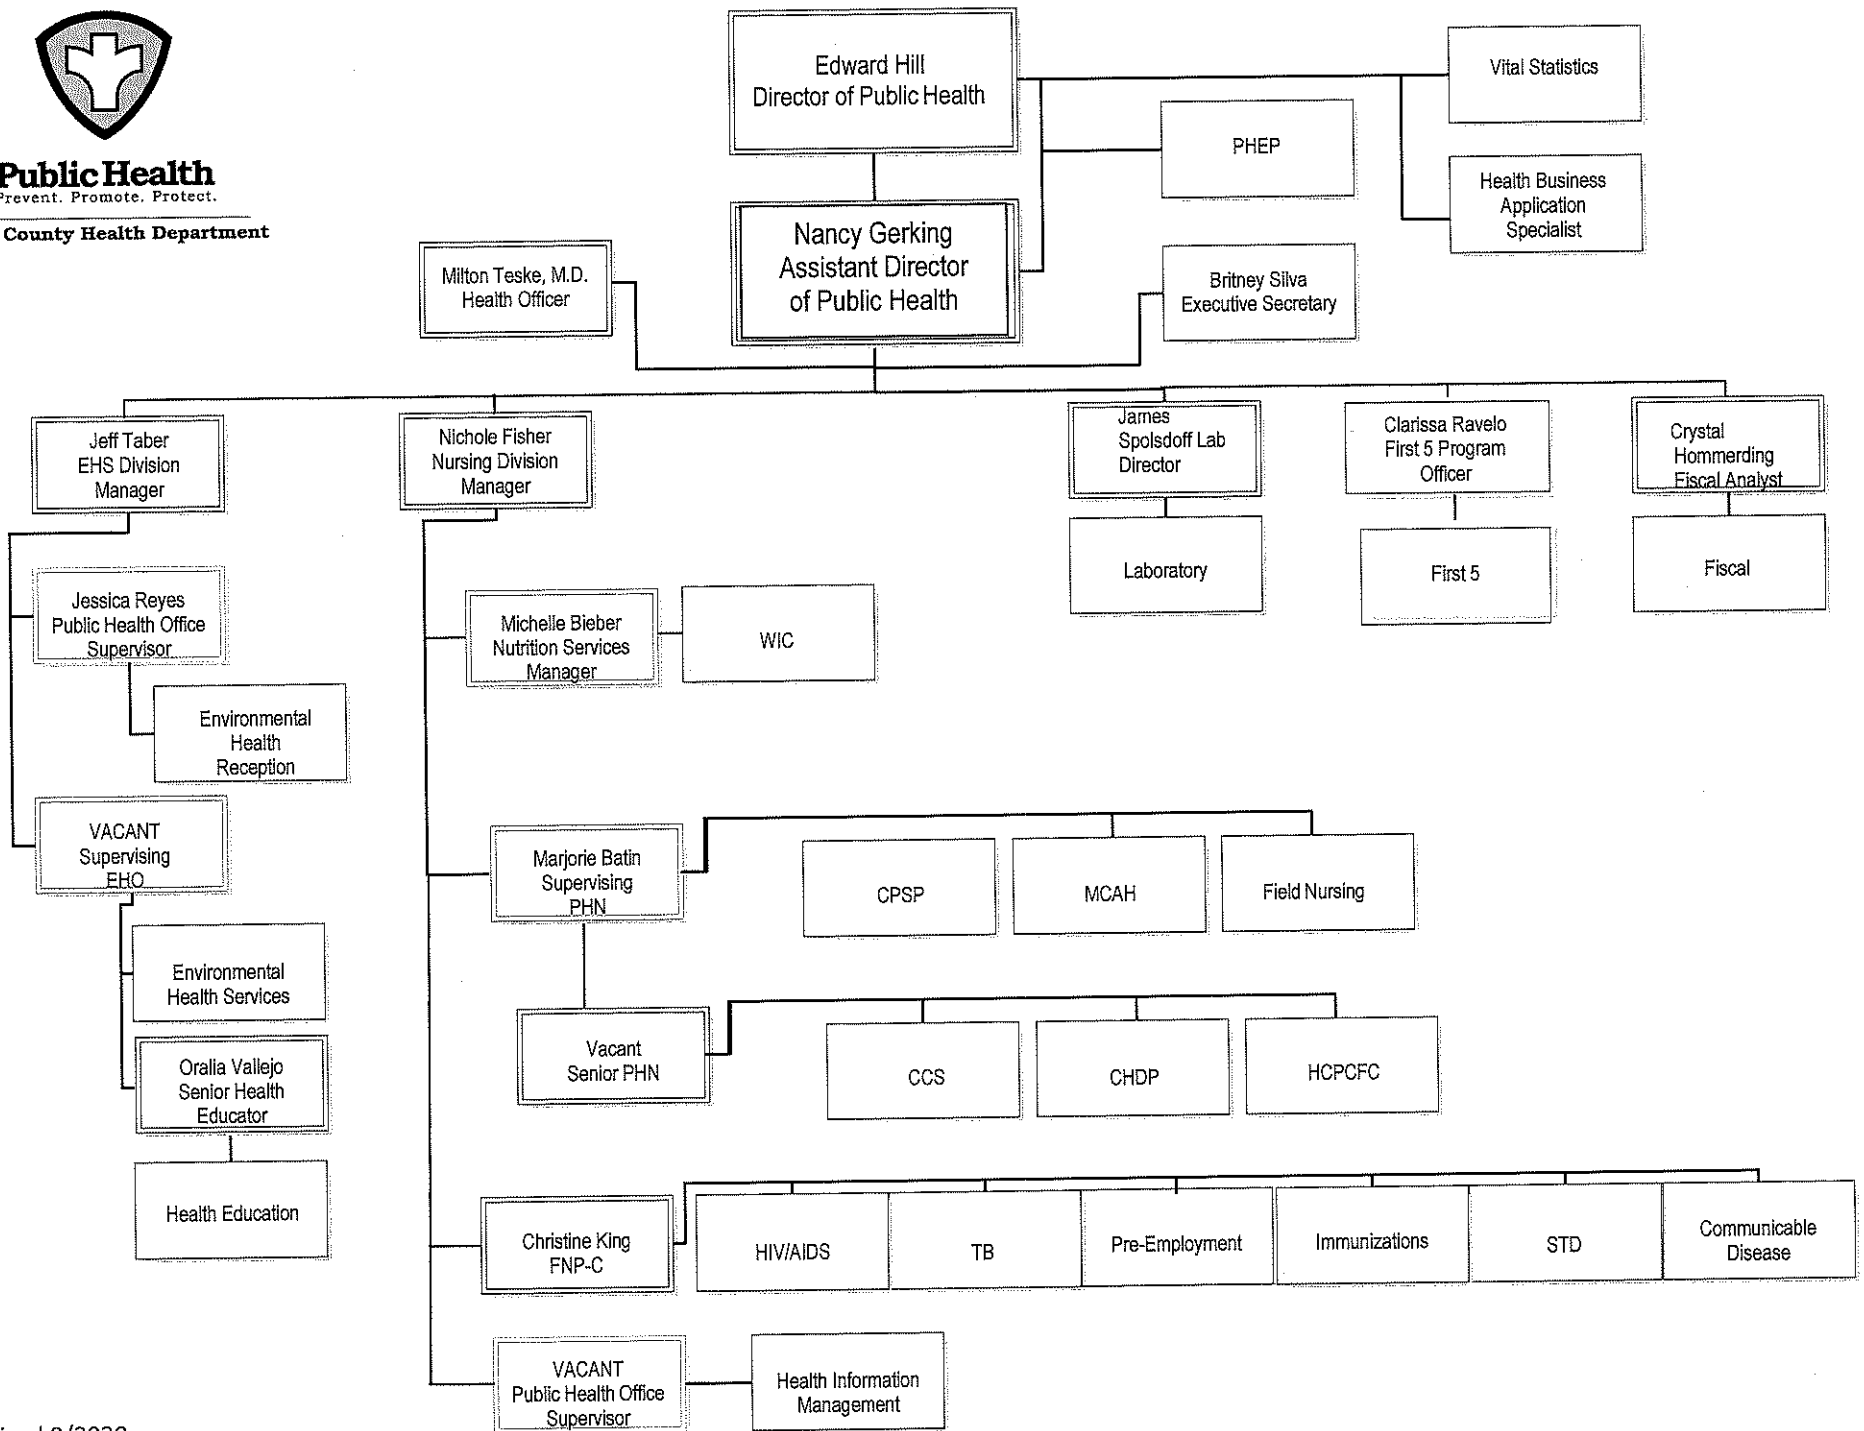 Public Health
Prevent. Promote. Protect.
County Health Department
Edward Hill
Director of Public Health
Vital Statistics
PHEP
Health Business
Application
Specialist
Nancy Gerking
Assistant Director
of Public Health
Milton Teske, M.D.
Health Officer
Britney Silva
Executive Secretary
Jeff Taber
EHS Division
Manager
Nichole Fisher
Nursing Division
Manager
James
Spolsdoff Lab
Director
Clarissa Ravelo
First 5 Program
Officer
Crystal
Hommerding
Fiscal Analyst
Laboratory
First 5
Fiscal
Jessica Reyes
Public Health Office
Supervisor
Michelle Bieber
Nutrition Services
Manager
WIC
Environmental
Health
Reception
VACANT
Supervising
EHO
Marjorie Batin
Supervising
PHN
CPSP
MCAH
Field Nursing
Environmental
Health Services
Vacant
Senior PHN
CCS
CHDP
HCPCFC
Oralia Vallejo
Senior Health
Educator
Health Education
Christine King
FNP-C
HIV/AIDS
TB
Pre-Employment
Immunizations
STD
Communicable
Disease
VACANT
Public Health Office
Supervisor
Health Information
Management